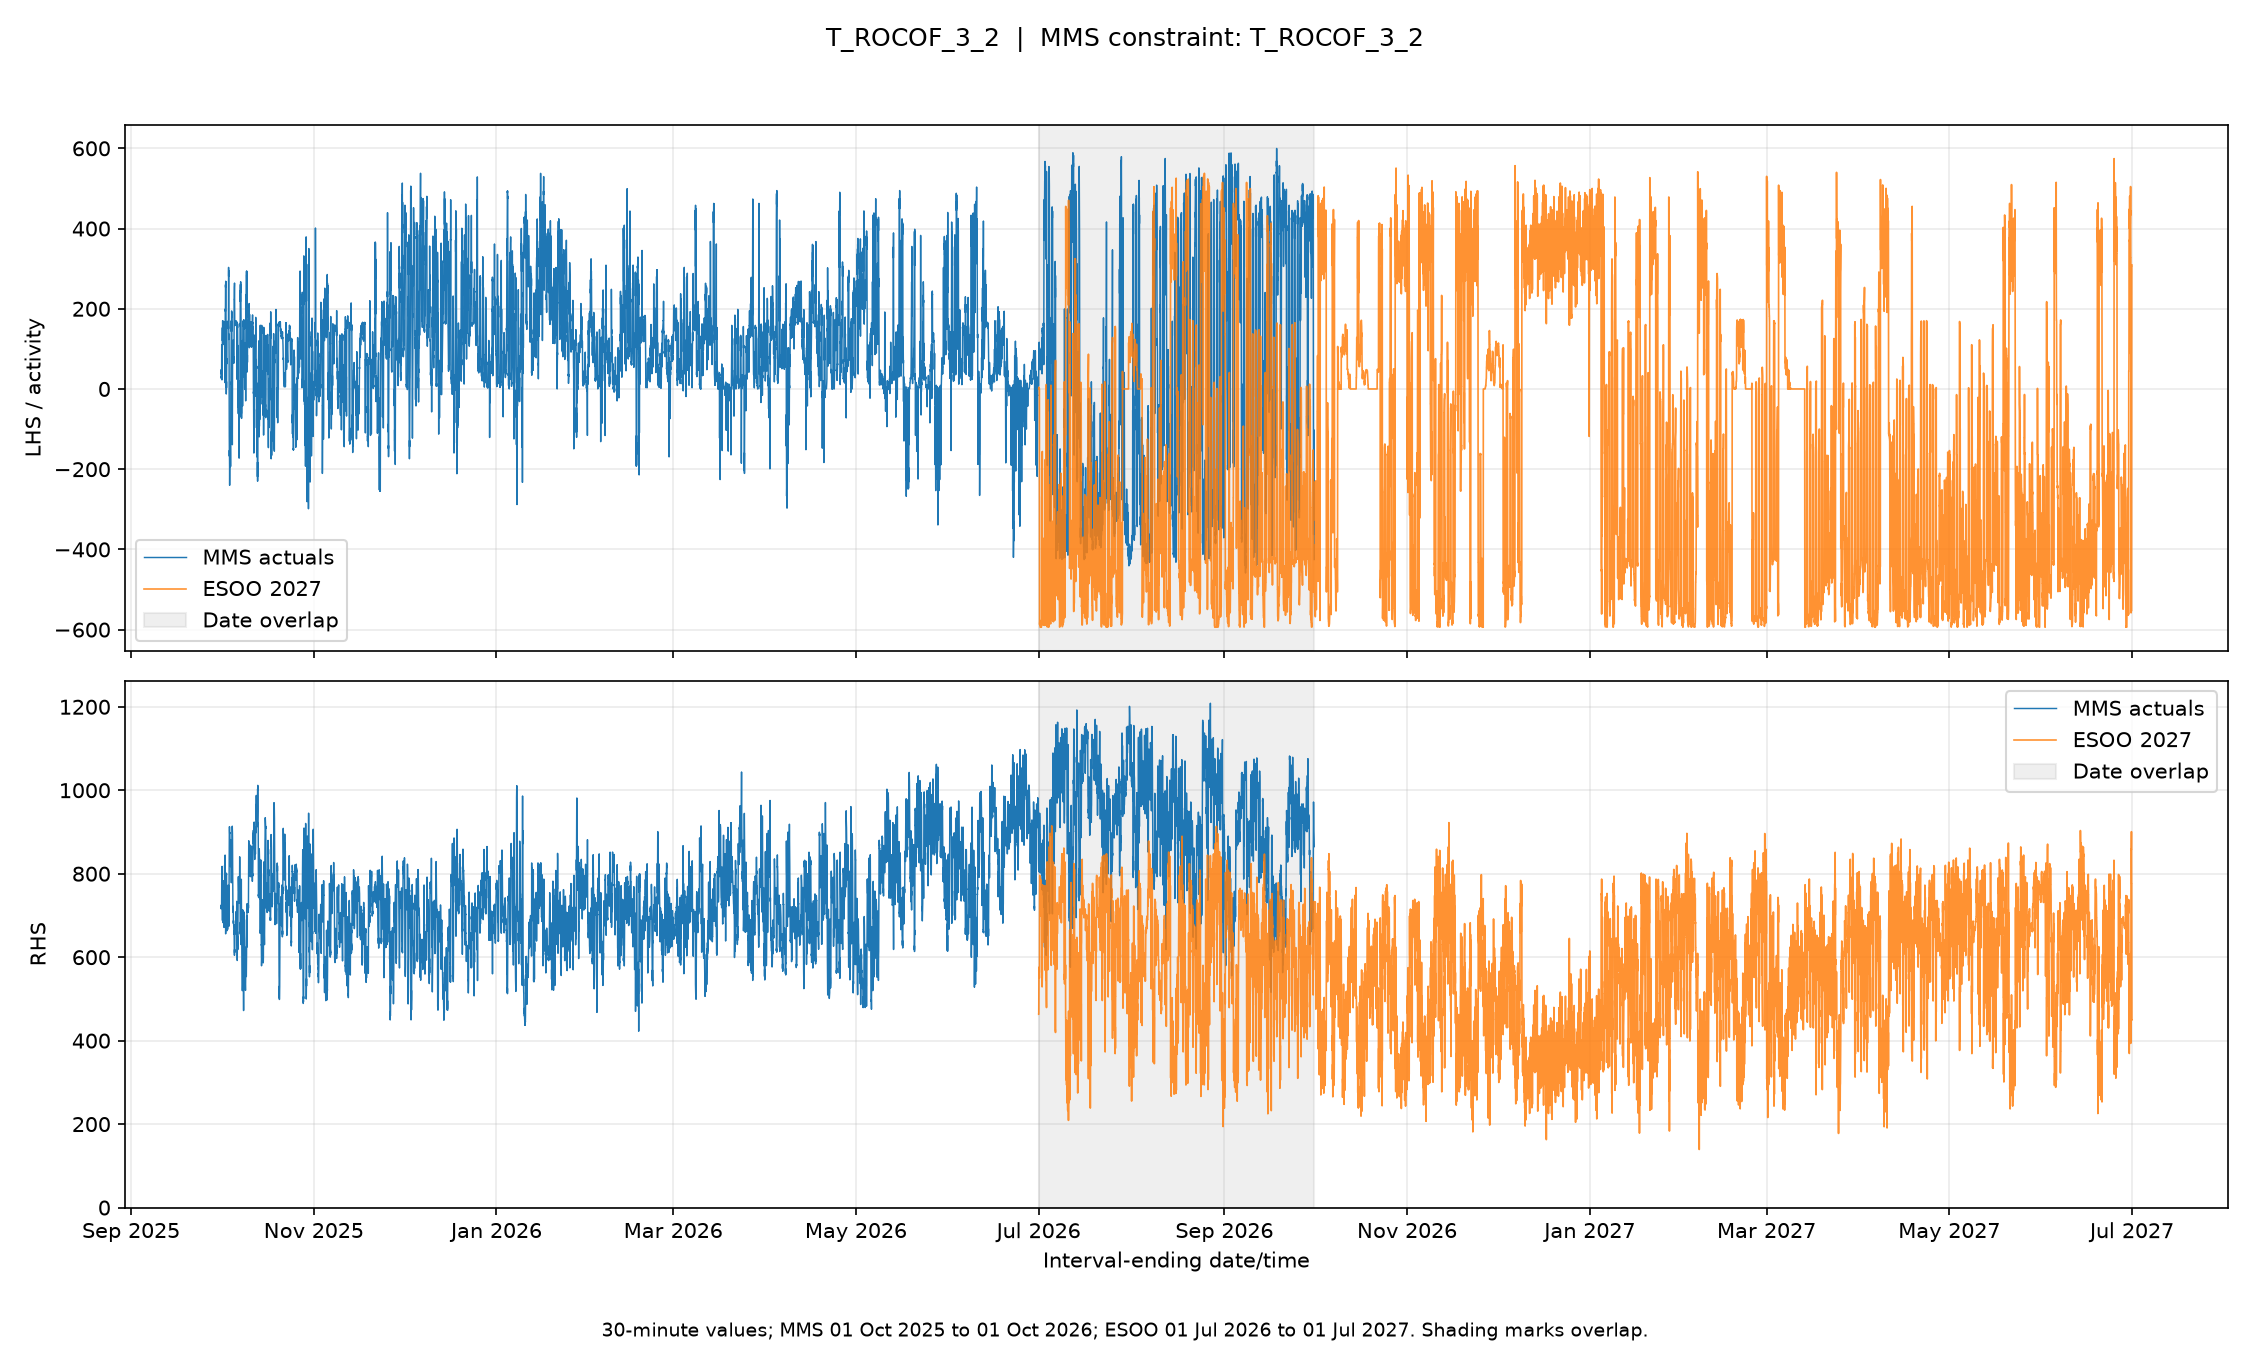 T_ROCOF_3_2 | MMS constraint: T_ROCOF_3_2
600
400
200
0
−200
−400
−600
LHS / activity
MMS actuals
ESOO 2027
Date overlap
1200
1000
800
600
400
200
0
RHS
MMS actuals
ESOO 2027
Date overlap
Sep 2025 Nov 2025 Jan 2026 Mar 2026 May 2026 Jul 2026 Sep 2026 Nov 2026 Jan 2027 Mar 2027 May 2027 Jul 2027
Interval-ending date/time
30-minute values; MMS 01 Oct 2025 to 01 Oct 2026; ESOO 01 Jul 2026 to 01 Jul 2027. Shading marks overlap.